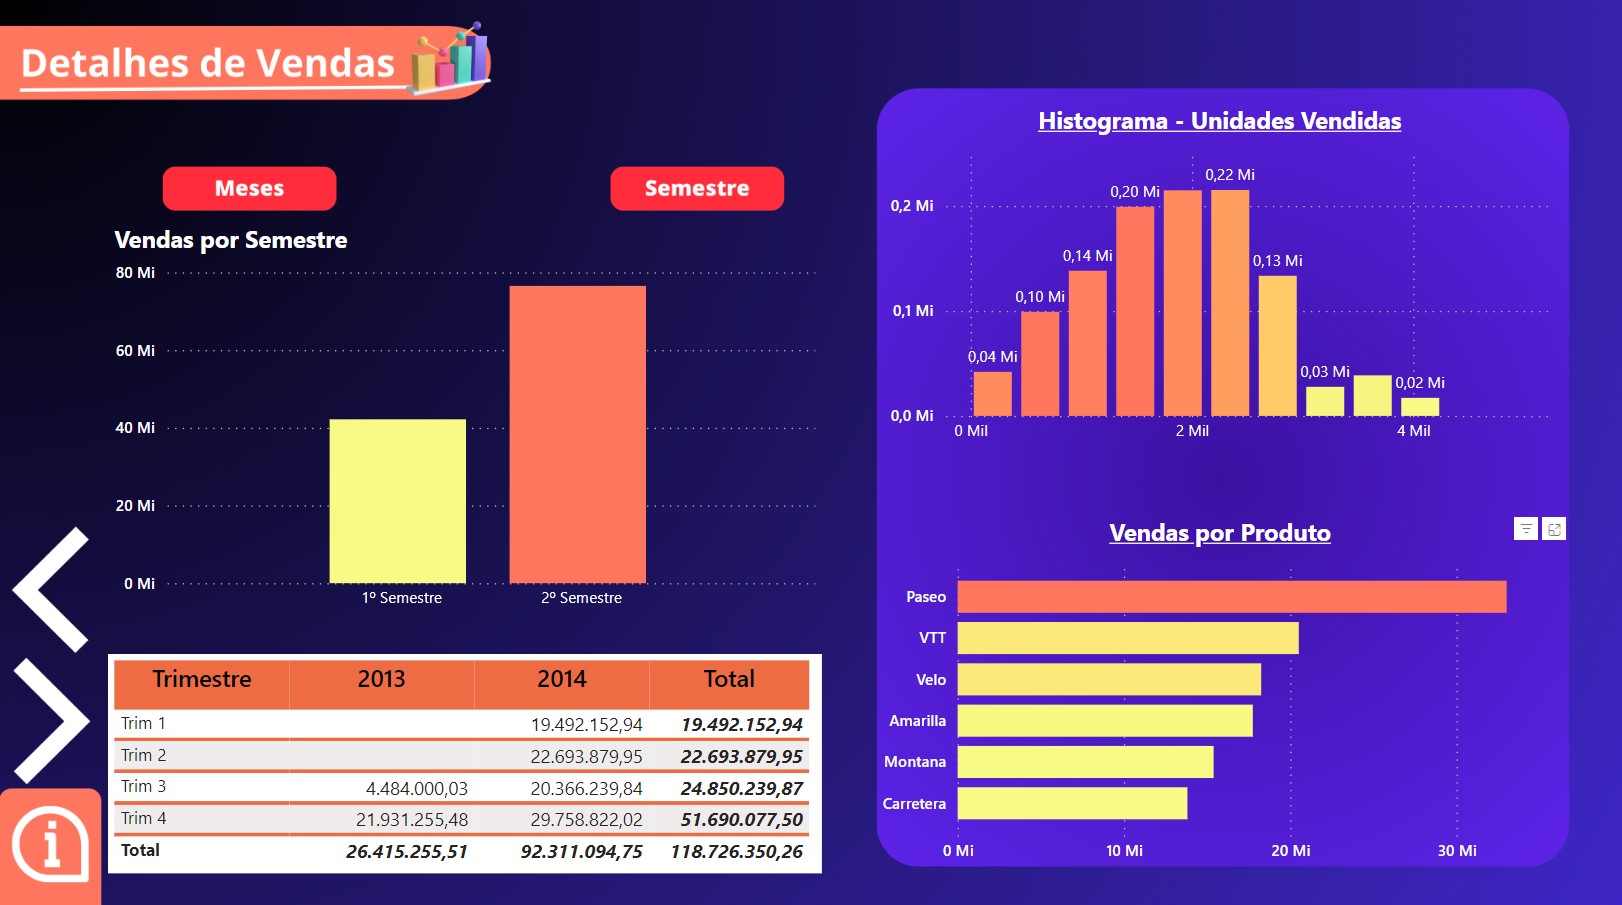 Detalhes de Vendas
Meses
Semestre
Vendas por Semestre
80 Mi
60 Mi
40 Mi
20 Mi
0 Mi
1º Semestre
2º Semestre
Trimestre 2013 2014 Total
Trim 1 19.492.152,94 19.492.152,94
Trim 2 22.693.879,95 22.693.879,95
Trim 3 4.484.000,03 20.366.239,84 24.850.239,87
Trim 4 21.931.255,48 29.758.822,02 51.690.077,50
Total 26.415.255,51 92.311.094,75 118.726.350,26
Histograma - Unidades Vendidas
0,2 Mi
0,1 Mi
0,0 Mi
0,04 Mi
0,10 Mi
0,14 Mi
0,20 Mi
0,22 Mi
0,13 Mi
0,03 Mi
0,02 Mi
0 Mil
2 Mil
4 Mil
Vendas por Produto
Paseo
VTT
Velo
Amarilla
Montana
Carretera
0 Mi
10 Mi
20 Mi
30 Mi